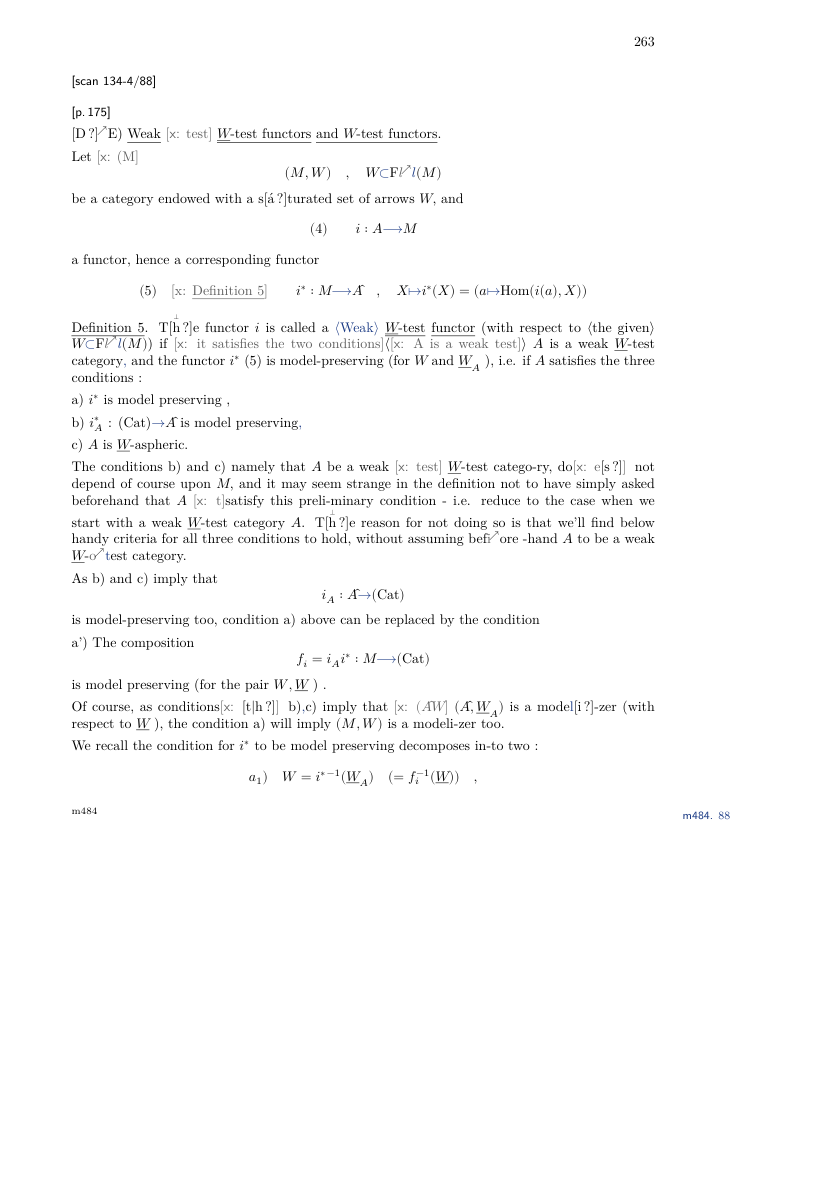 263
[scan 134-4/88]
[p. 175]
[D ?]↗E) Weak [x: test] W-test functors and W-test functors.
Let [x: (M]
(M, W) , W⊂Fl↗l(M)
be a category endowed with a s[á ?]turated set of arrows W, and
(4) i : A⟶M
a functor, hence a corresponding functor
(5) [x: Definition 5] i* : M⟶Aˆ , X↦i*(X) = (a↦Hom(i(a), X))
Definition 5. T[h⊥ ?]e functor i is called a ⟨Weak⟩ W-test functor (with respect to ⟨the given⟩
W⊂Fl↗l(M)) if [x: it satisfies the two conditions]⟨[x: A is a weak test]⟩ A is a weak W-test
category, and the functor i* (5) is model-preserving (for W and W_A ), i.e. if A satisfies the three
conditions :
a) i* is model preserving ,
b) i*_A : (Cat)→Aˆ is model preserving,
c) A is W-aspheric.
The conditions b) and c) namely that A be a weak [x: test] W-test catego-ry, do[x: e[s ?]] not
depend of course upon M, and it may seem strange in the definition not to have simply asked
beforehand that A [x: t]satisfy this preli-minary condition - i.e. reduce to the case when we
start with a weak W-test category A. T[h⊥ ?]e reason for not doing so is that we'll find below
handy criteria for all three conditions to hold, without assuming befi↗ore -hand A to be a weak
W-o↗test category.
As b) and c) imply that
i_A : Aˆ→(Cat)
is model-preserving too, condition a) above can be replaced by the condition
a') The composition
f_i = i_A i* : M⟶(Cat)
is model preserving (for the pair W, W ) .
Of course, as conditions[x: [t|h ?]] b),c) imply that [x: (AˆW] (Aˆ, W_A) is a model[i ?]-zer (with
respect to W ), the condition a) will imply (M, W) is a modeli-zer too.
We recall the condition for i* to be model preserving decomposes in-to two :
a₁) W = i*⁻¹(W_A) (= f_i⁻¹(W)) ,
m484
m484. 88